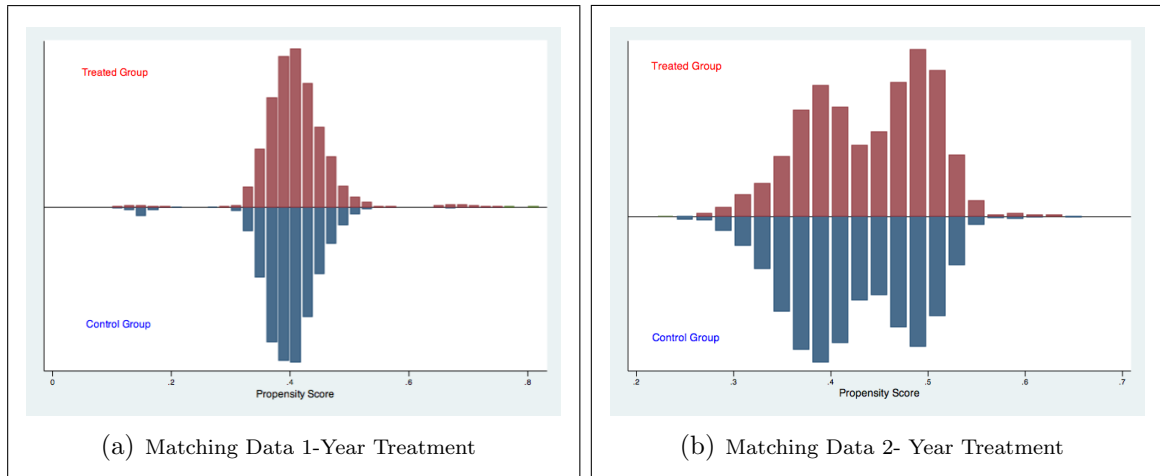 Treated Group
Control Group
0 .2 .4 .6 .8
Propensity Score
(a) Matching Data 1-Year Treatment
Treated Group
Control Group
.2 .3 .4 .5 .6 .7
Propensity Score
(b) Matching Data 2- Year Treatment